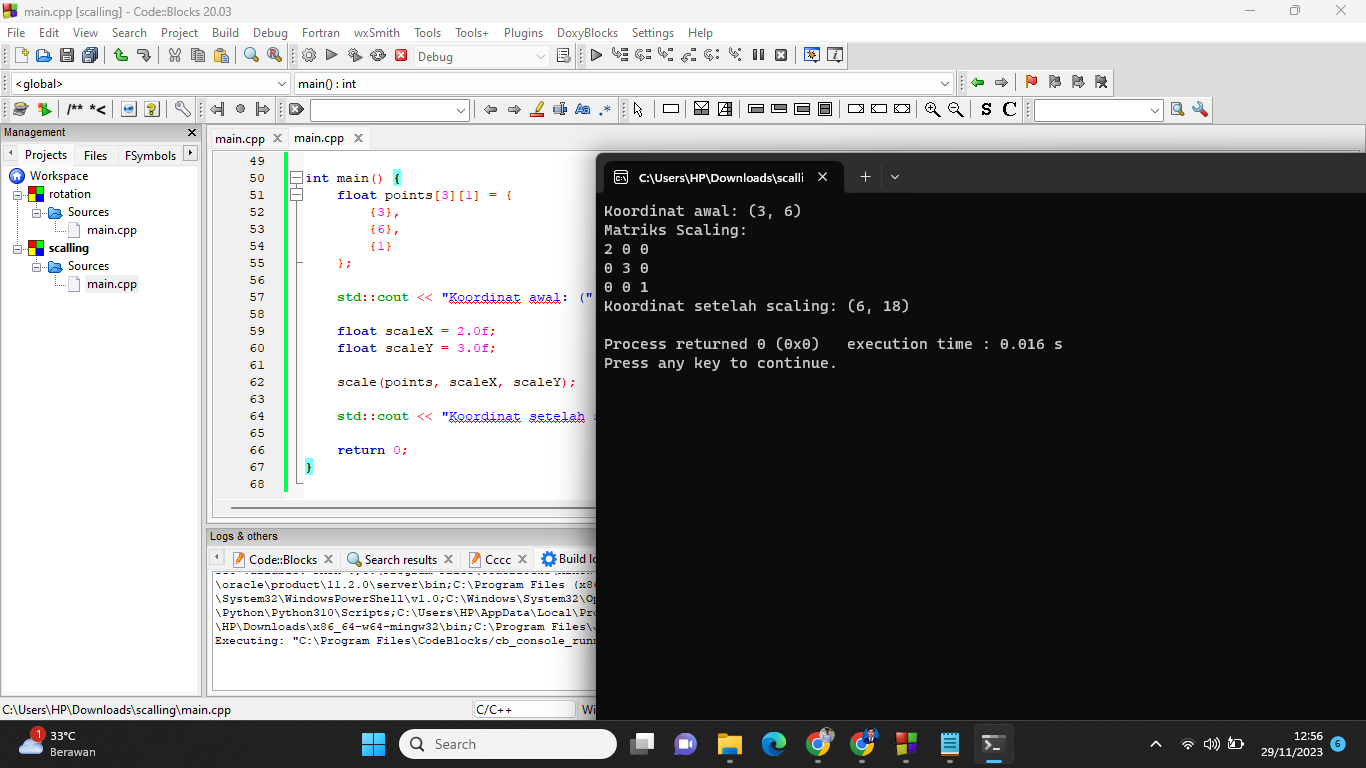 main.cpp [scalling] - Code::Blocks 20.03
File Edit View Search Project Build Debug Fortran wxSmith Tools Tools+ Plugins DoxyBlocks Settings Help
Debug
<global>
main() : int
/** *<
Aa .*
S C
Management
Projects Files FSymbols
Workspace
rotation
Sources
main.cpp
scalling
Sources
main.cpp
main.cpp main.cpp
49
50 int main() {
51 float points[3][1] = {
52 {3},
53 {6},
54 {1}
55 };
56
57 std::cout << "Koordinat awal: ("
58
59 float scaleX = 2.0f;
60 float scaleY = 3.0f;
61
62 scale(points, scaleX, scaleY);
63
64 std::cout << "Koordinat setelah
65
66 return 0;
67 }
68
C:\Users\HP\Downloads\scalli
Koordinat awal: (3, 6)
Matriks Scaling:
2 0 0
0 3 0
0 0 1
Koordinat setelah scaling: (6, 18)
Process returned 0 (0x0) execution time : 0.016 s
Press any key to continue.
Logs & others
Code::Blocks Search results Cccc Build lo
\oracle\product\11.2.0\server\bin;C:\Program Files (x86
\System32\WindowsPowerShell\v1.0;C:\Windows\System32\Op
\Python\Python310\Scripts;C:\Users\HP\AppData\Local\Pro
\HP\Downloads\x86_64-w64-mingw32\bin;C:\Program Files\
Executing: "C:\Program Files\CodeBlocks/cb_console_run
C:\Users\HP\Downloads\scalling\main.cpp
C/C++
Wi
1
33°C
Berawan
Search
12:56
29/11/2023
6